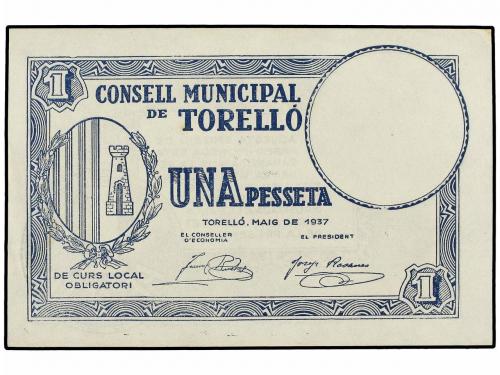 1
CONSELL MUNICIPAL
DE TORELLÓ
UNA PESSETA
TORELLÓ, MAIG DE 1937
EL CONSELLER
D'ECONOMIA
EL PRESIDENT
DE CURS LOCAL
OBLIGATORI
1